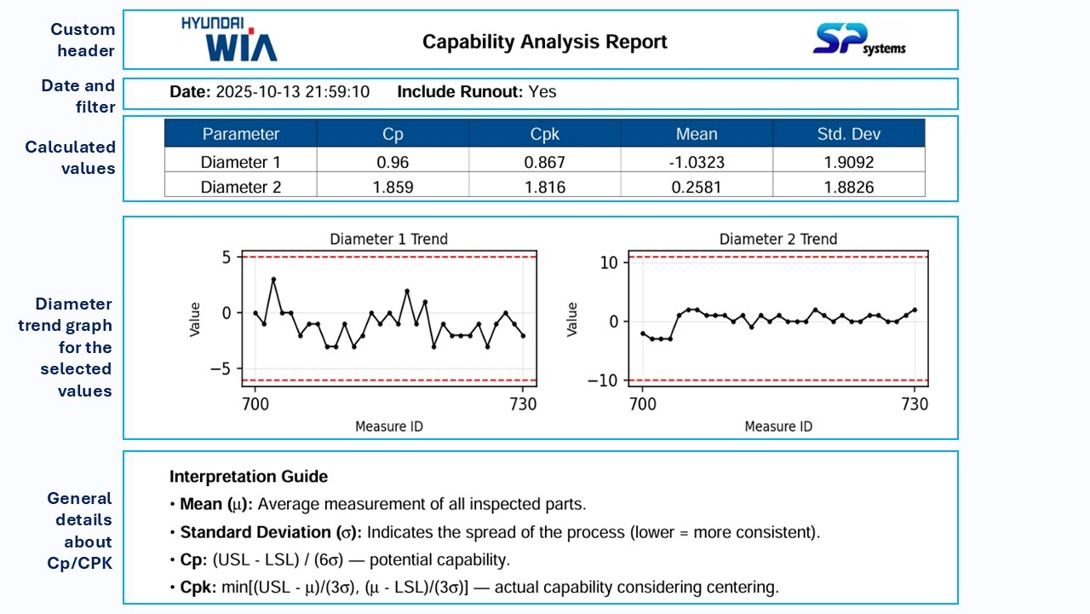 Custom
header
HYUNDAI
WIA
Capability Analysis Report
SP systems
Date and
filter
Date: 2025-10-13 21:59:10 Include Runout: Yes
Calculated
values
Parameter Cp Cpk Mean Std. Dev
Diameter 1 0.96 0.867 -1.0323 1.9092
Diameter 2 1.859 1.816 0.2581 1.8826
Diameter
trend graph
for the
selected
values
Diameter 1 Trend
Value
5
0
−5
700 730
Measure ID
Diameter 2 Trend
Value
10
0
−10
700 730
Measure ID
General
details
about
Cp/CPK
Interpretation Guide
• Mean (μ): Average measurement of all inspected parts.
• Standard Deviation (σ): Indicates the spread of the process (lower = more consistent).
• Cp: (USL - LSL) / (6σ) — potential capability.
• Cpk: min[(USL - μ)/(3σ), (μ - LSL)/(3σ)] — actual capability considering centering.